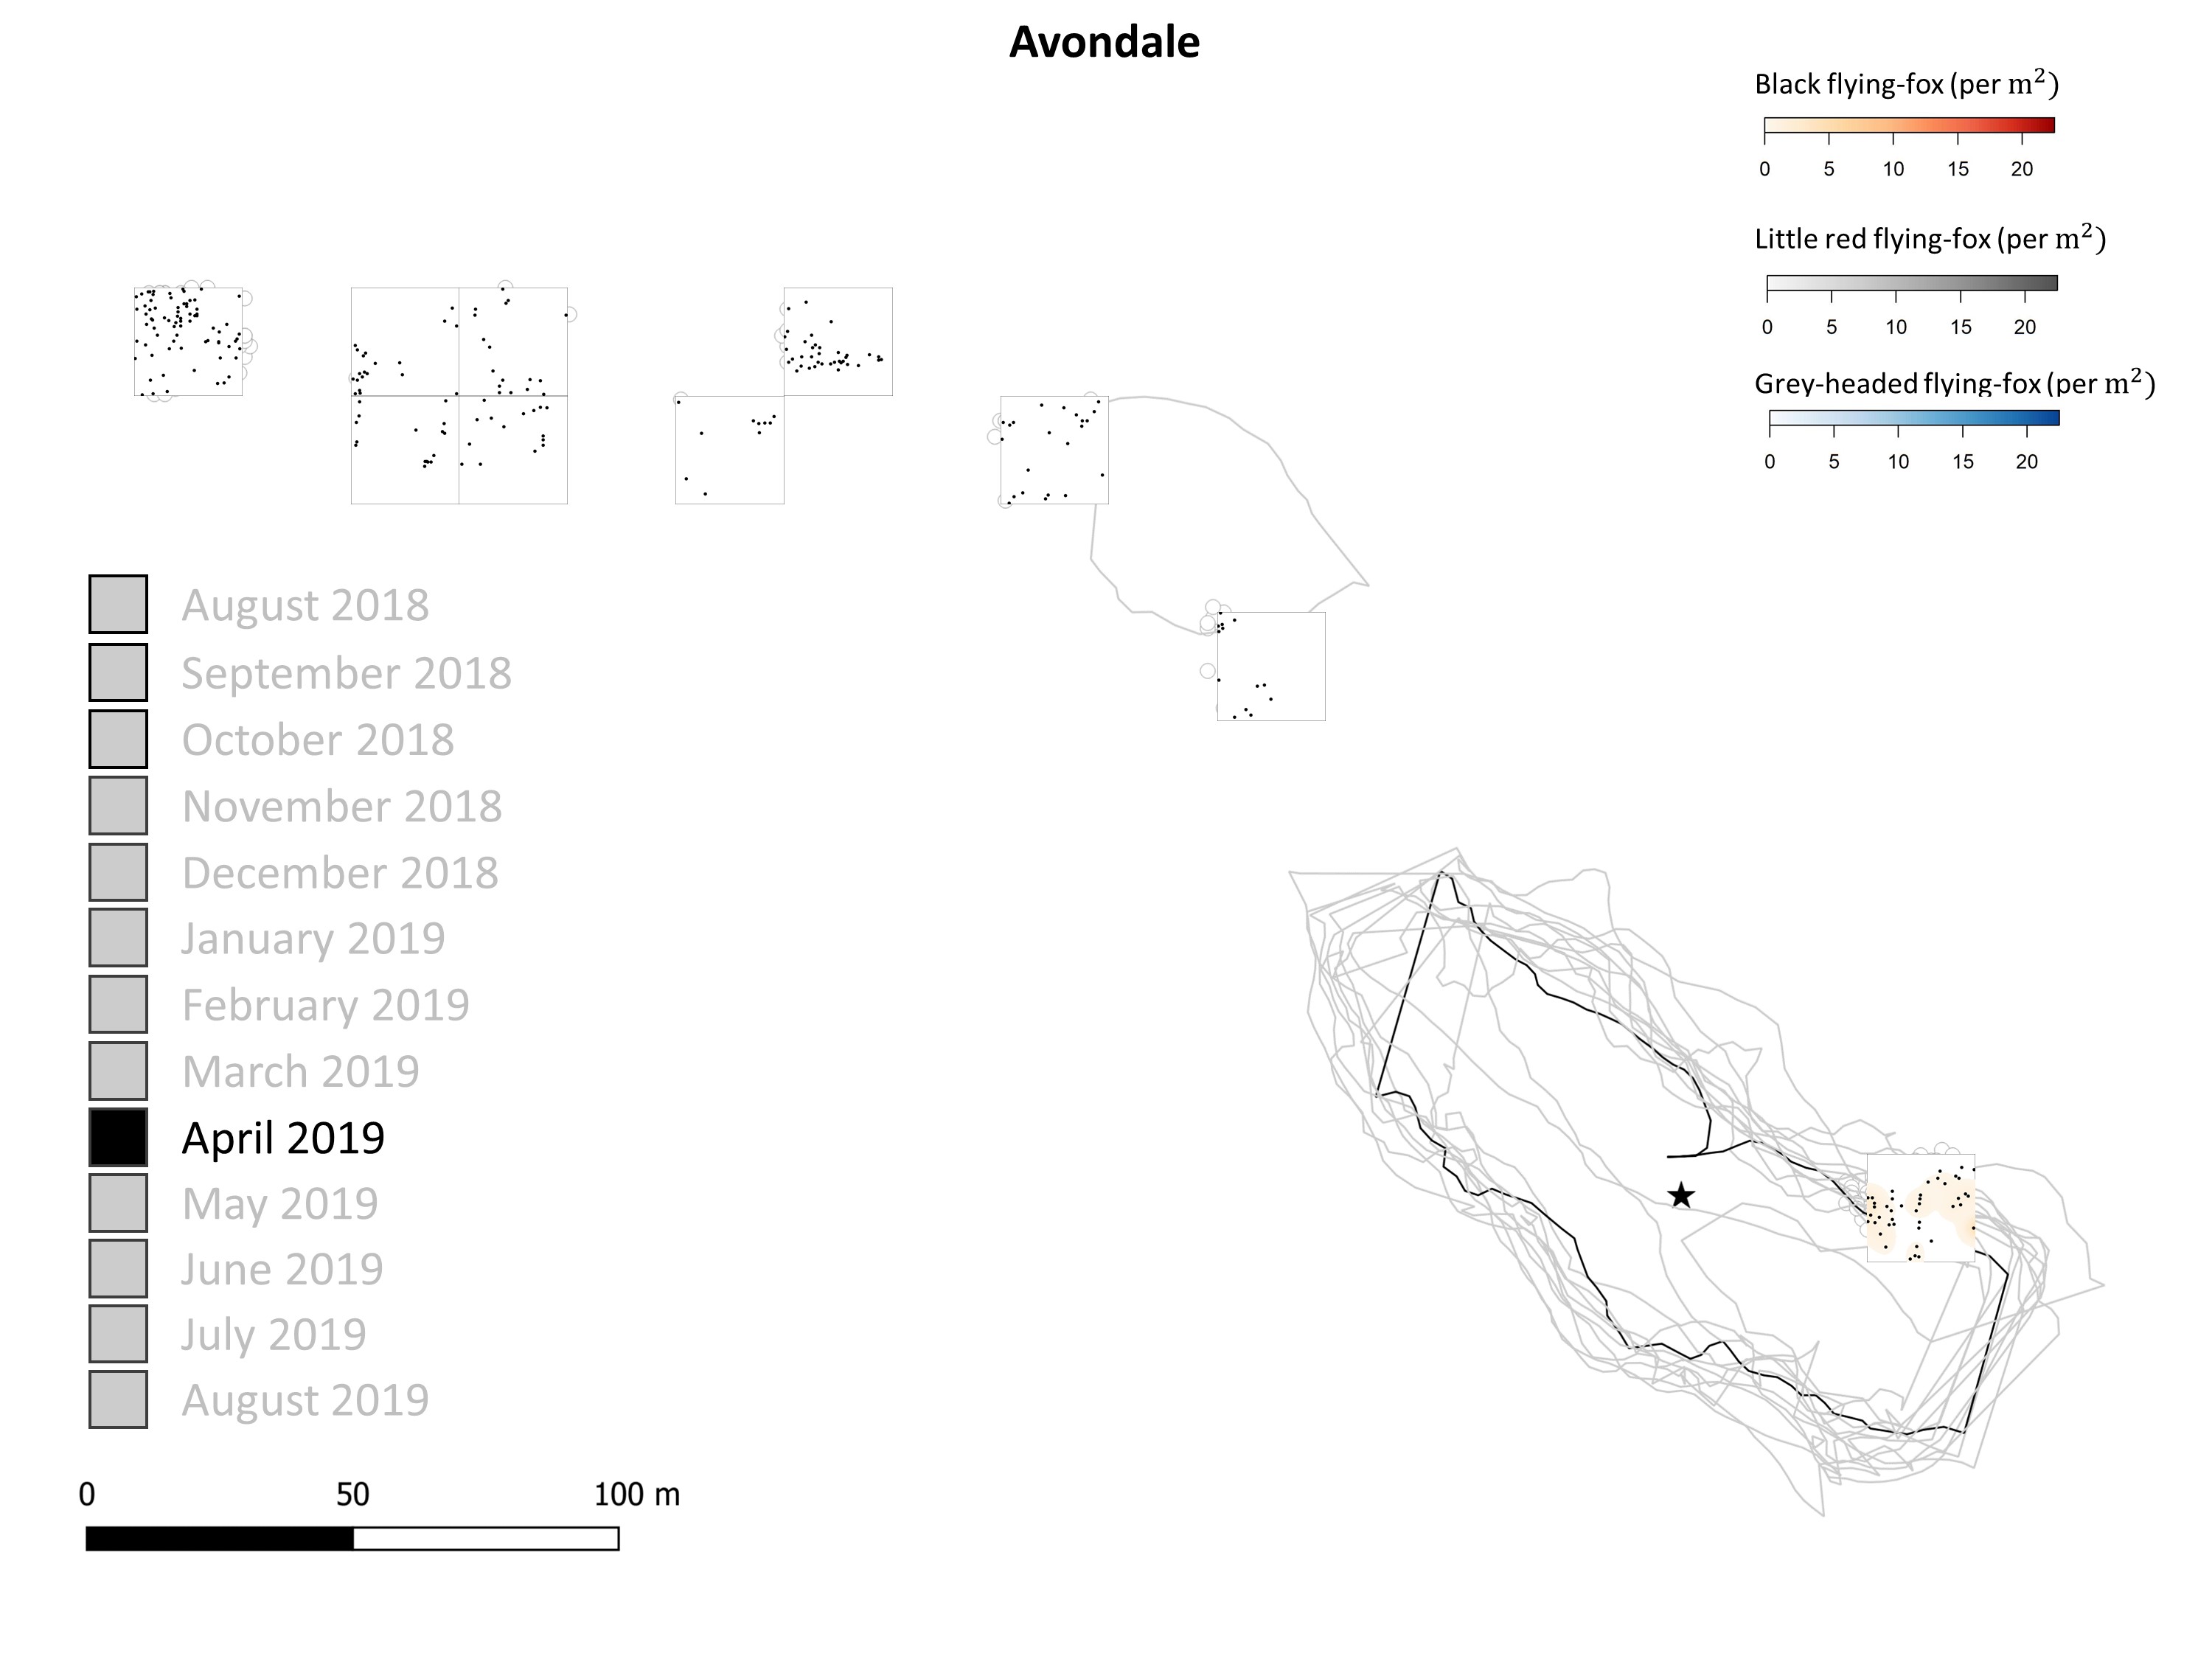 Avondale
Black flying-fox (per m²)
0 5 10 15 20
Little red flying-fox (per m²)
0 5 10 15 20
Grey-headed flying-fox (per m²)
0 5 10 15 20
August 2018
September 2018
October 2018
November 2018
December 2018
January 2019
February 2019
March 2019
April 2019
May 2019
June 2019
July 2019
August 2019
0 50 100 m